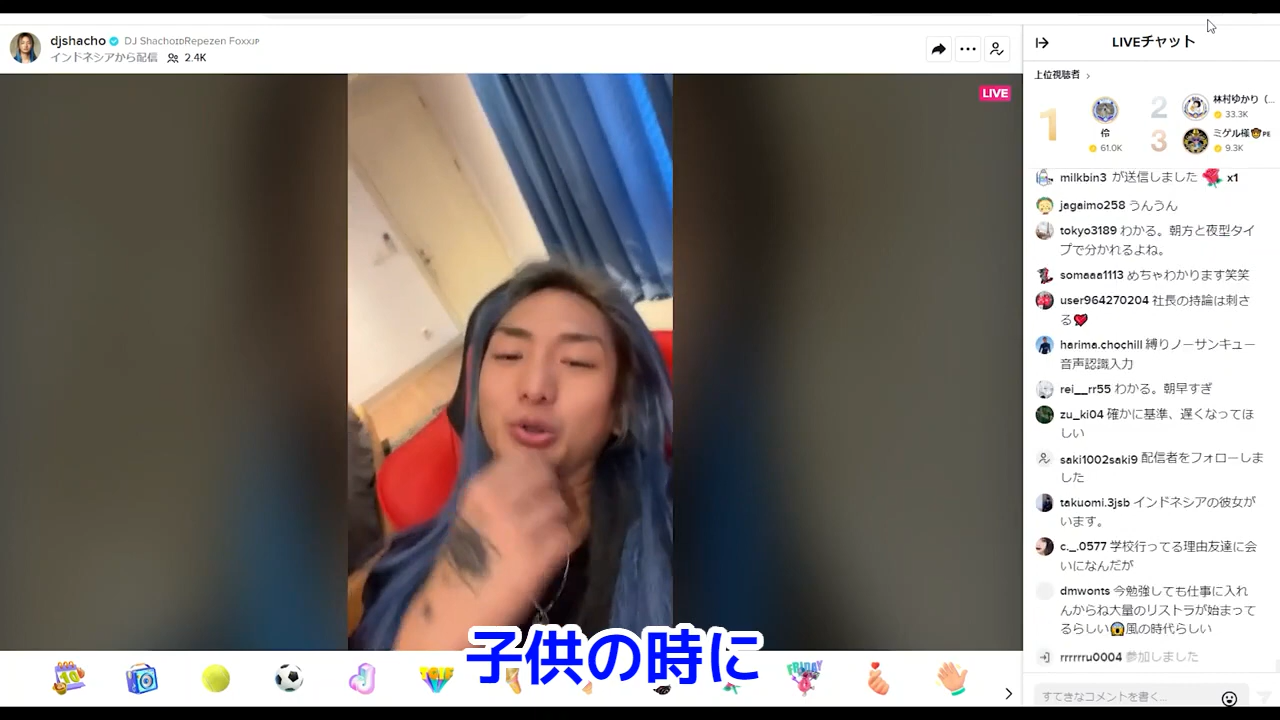 djshacho
DJ Shacho
Repezen Foxx
インドネシアから配信 2.4K
LIVE
LIVEチャット
上位視聴者
1 伶 61.0K
2 林村ゆかり（... 33.3K
3 ミゲル様 9.3K
milkbin3 が送信しました x1
jagaimo258 うんうん
tokyo3189 わかる。朝方と夜型タイ
プで分かれるよね。
somaaa1113 めちゃわかります笑笑
user964270204 社長の持論は刺さ
る❤️
harima.chochill 縛りノーサンキュー
音声認識入力
rei__rr55 わかる。朝早すぎ
zu_ki04 確かに基準、遅くなってほ
しい
saki1002saki9 配信者をフォローしま
した
takuomi.3jsb インドネシアの彼女が
います。
c._.0577 学校行ってる理由友達に会
いになんだが
dmwonts 今勉強しても仕事に入れ
んからね大量のリストラが始まって
るらしい😱風の時代らしい
rrrrrru0004 参加しました
すてきなコメントを書く...
子供の時に
FRIDAY